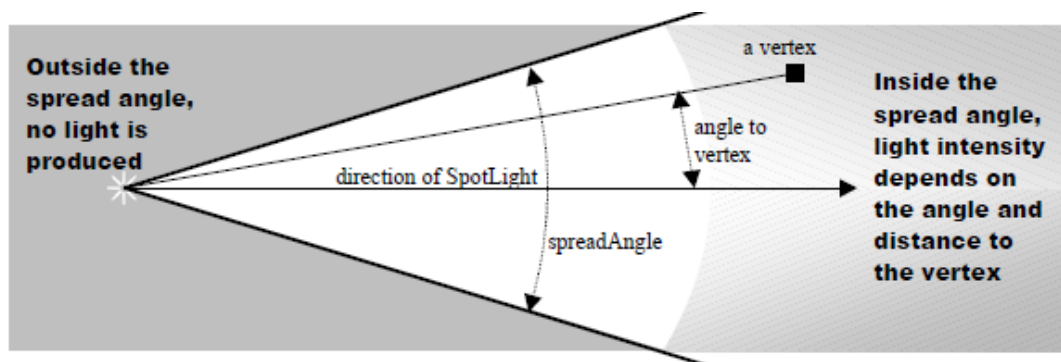 Outside the
spread angle,
no light is
produced
a vertex
angle to
vertex
direction of SpotLight
spreadAngle
Inside the
spread angle,
light intensity
depends on
the angle and
distance to
the vertex